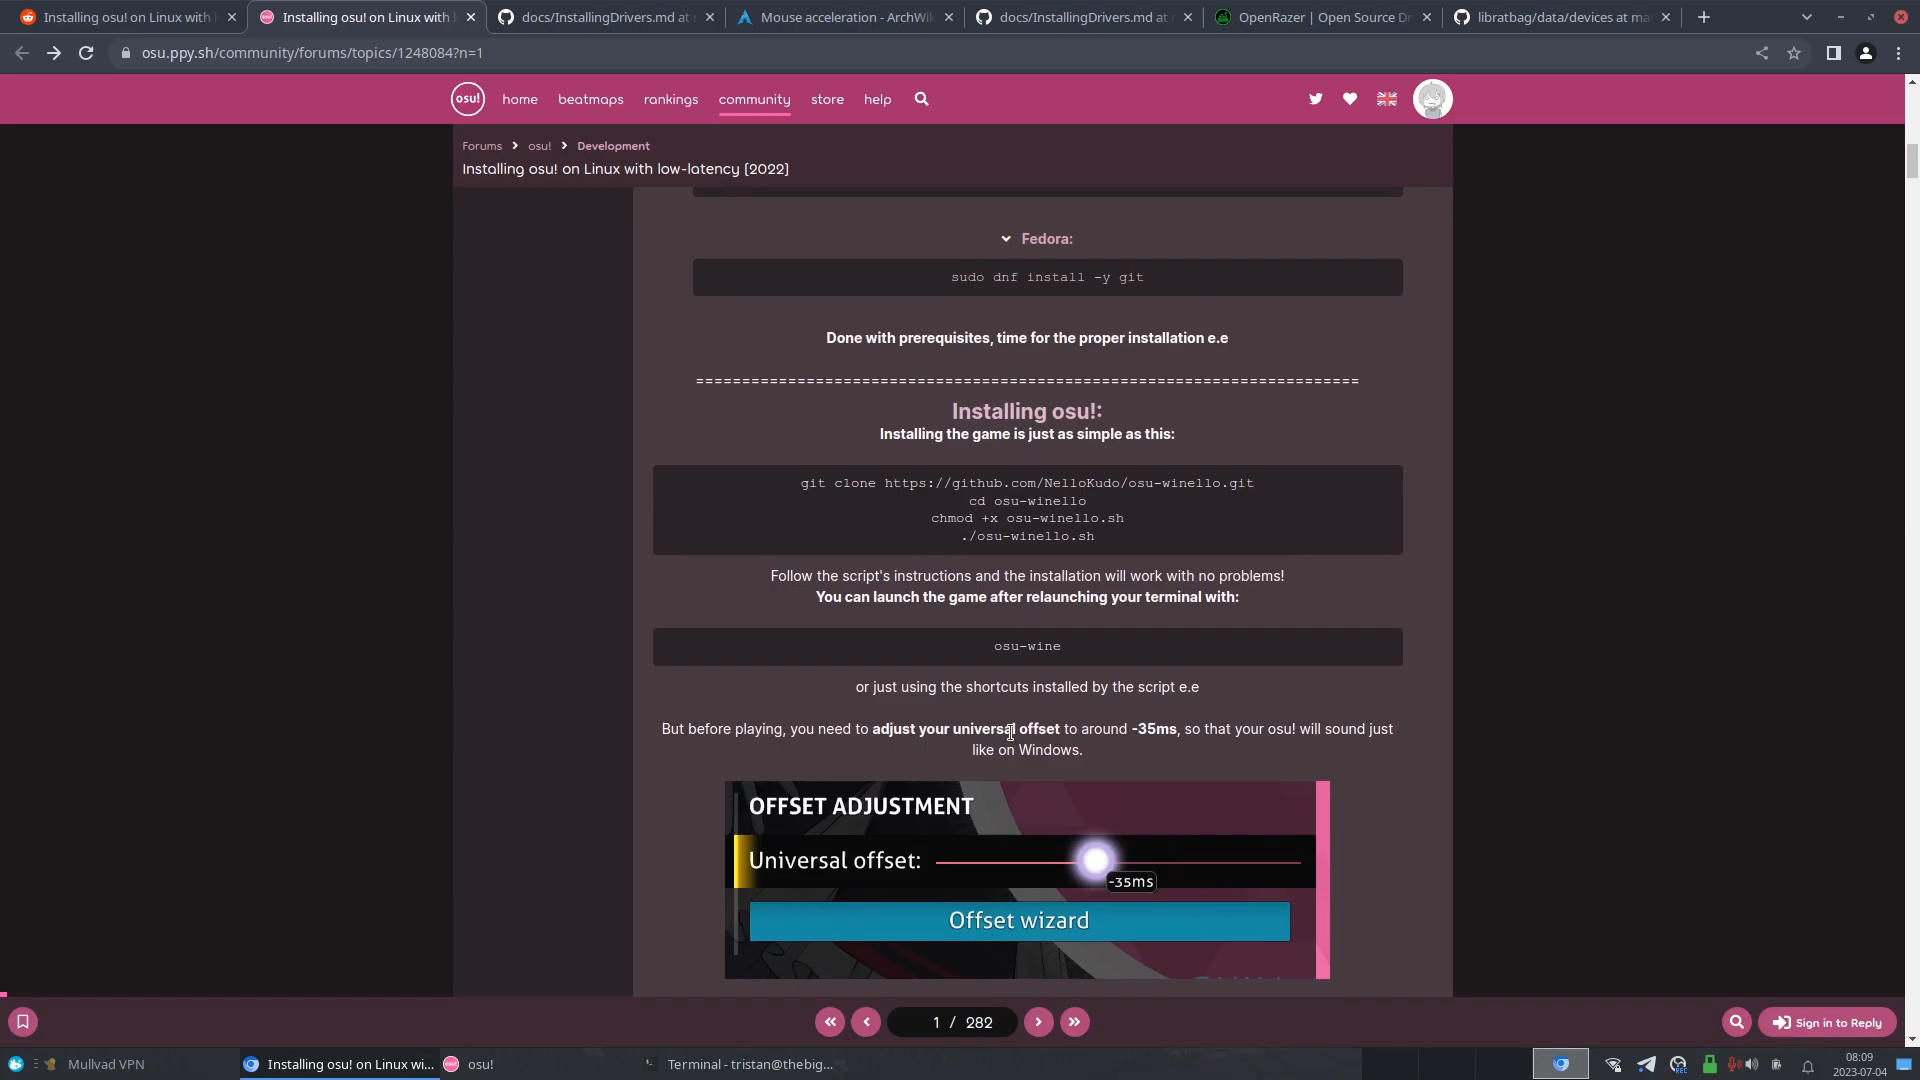 Installing osu! on Linux with l
Installing osu! on Linux with l
docs/InstallingDrivers.md at
Mouse acceleration - ArchWik
docs/InstallingDrivers.md at
OpenRazer | Open Source Dr
libratbag/data/devices at ma
osu.ppy.sh/community/forums/topics/1248084?n=1
osu!
home
beatmaps
rankings
community
store
help
Forums > osu! > Development
Installing osu! on Linux with low-latency [2022]
Fedora:
sudo dnf install -y git
Done with prerequisites, time for the proper installation e.e
========================================================================
Installing osu!:
Installing the game is just as simple as this:
git clone https://github.com/NelloKudo/osu-winello.git
cd osu-winello
chmod +x osu-winello.sh
./osu-winello.sh
Follow the script's instructions and the installation will work with no problems!
You can launch the game after relaunching your terminal with:
osu-wine
or just using the shortcuts installed by the script e.e
But before playing, you need to adjust your universal offset to around -35ms, so that your osu! will sound just
like on Windows.
OFFSET ADJUSTMENT
Universal offset:
-35ms
Offset wizard
1 / 282
Sign in to Reply
Mullvad VPN
Installing osu! on Linux wi...
osu!
Terminal - tristan@thebig...
REC
08:09
2023-07-04